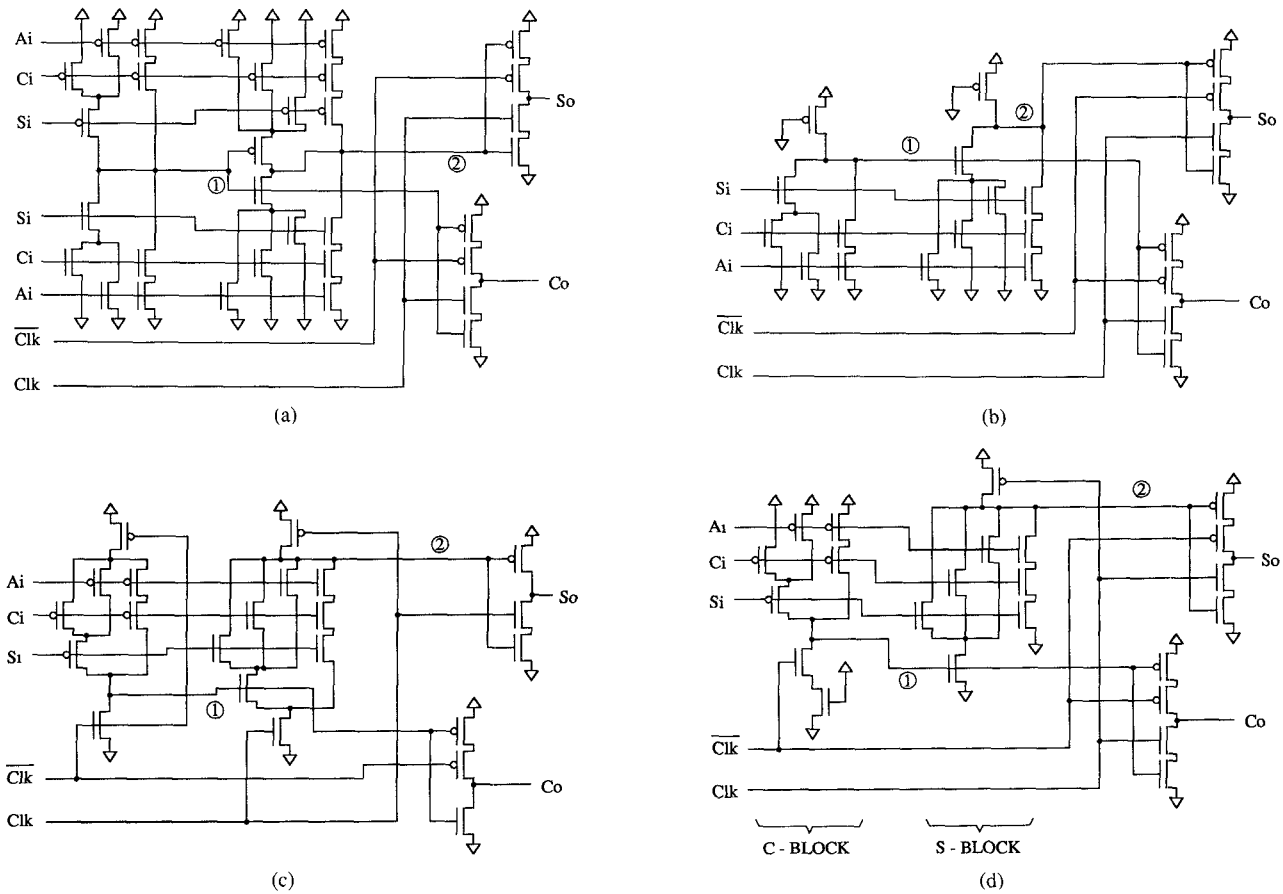 Ai
Ci
Si
Si
Ci
Ai
Clk
Clk
①
②
So
Co
(a)
Si
Ci
Ai
Clk
Clk
①
②
So
Co
(b)
Ai
Ci
S1
Clk
Clk
①
②
So
Co
(c)
A1
Ci
Si
Clk
Clk
①
②
So
Co
C - BLOCK
S - BLOCK
(d)